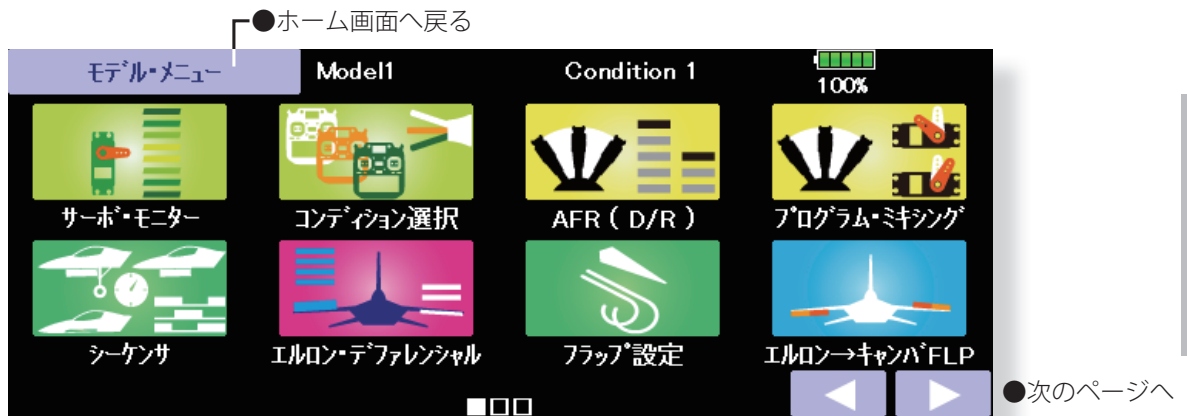 ●ホーム画面へ戻る
モデル・メニュー Model1 Condition 1 100%
サーボ・モニター コンディション選択 AFR ( D/R ) プログラム・ミキシング
シーケンサ エルロン・デファレンシャル フラップ設定 エルロン→キャンバFLP
●次のページへ